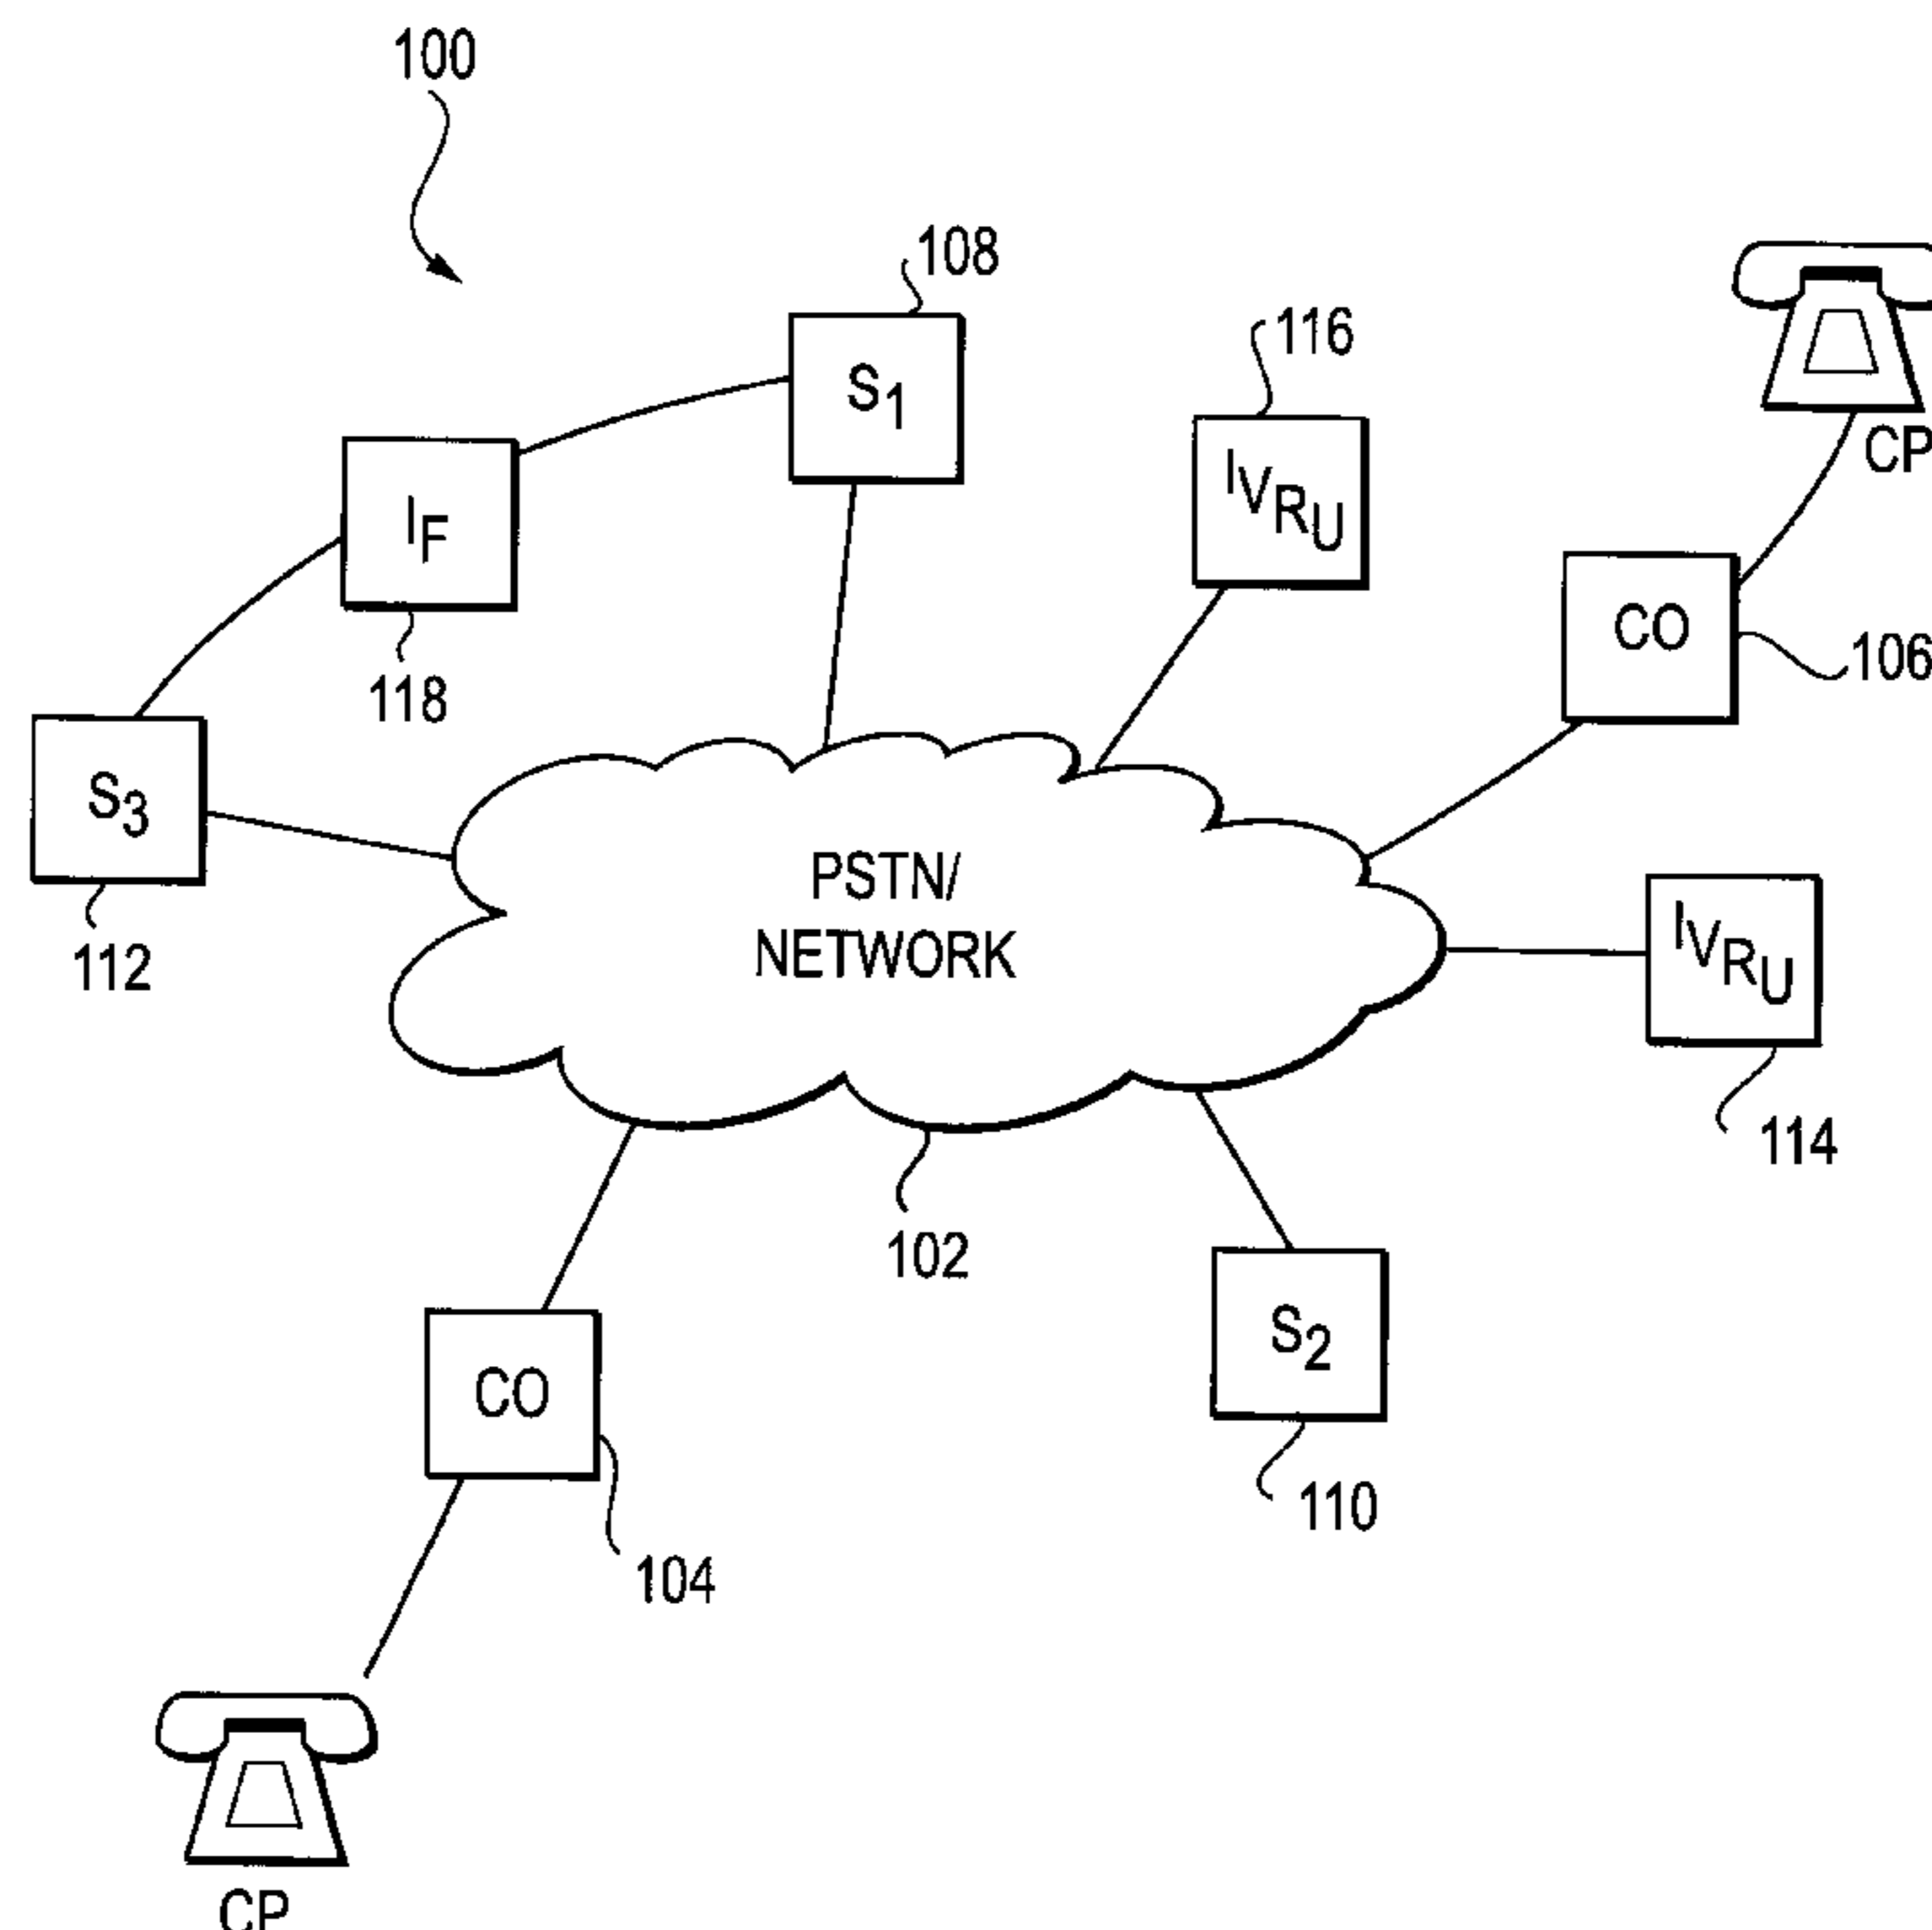 100
108
116
S1
IVRU
CP
IF
CO
106
118
S3
PSTN/
NETWORK
IVRU
112
114
102
S2
CO
110
104
CP